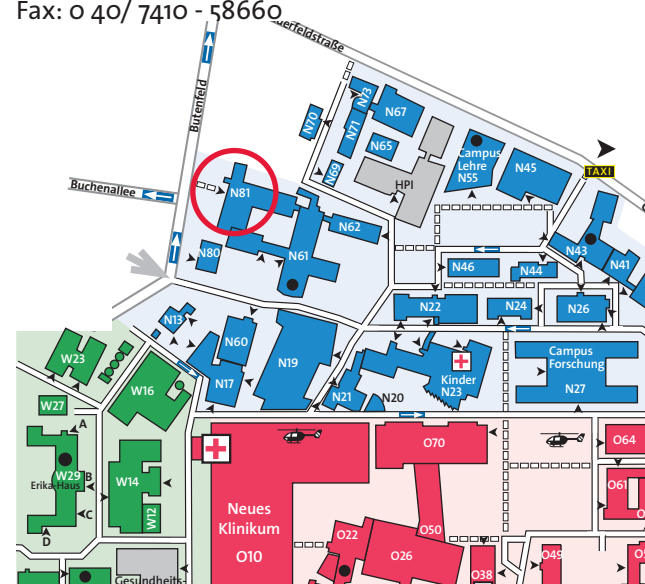 Fax: 0 40/ 7410 - 58660
Butenfeld
Buchenallee
N73
N67
N70
N71
N65
N69
HPI
Campus
Lehre
N55
N45
TAXI
N81
N62
N80
N61
N43
N41
N46
N44
N22
N24
N26
N13
N60
N19
N17
N21
N20
Kinder
N23
Campus
Forschung
N27
W23
W16
W27
A
W29
B
Erika-Haus
C
D
W14
W12
Gesundheits-
Neues
Klinikum
O10
O70
O50
O22
O26
O38
O64
O61
O49